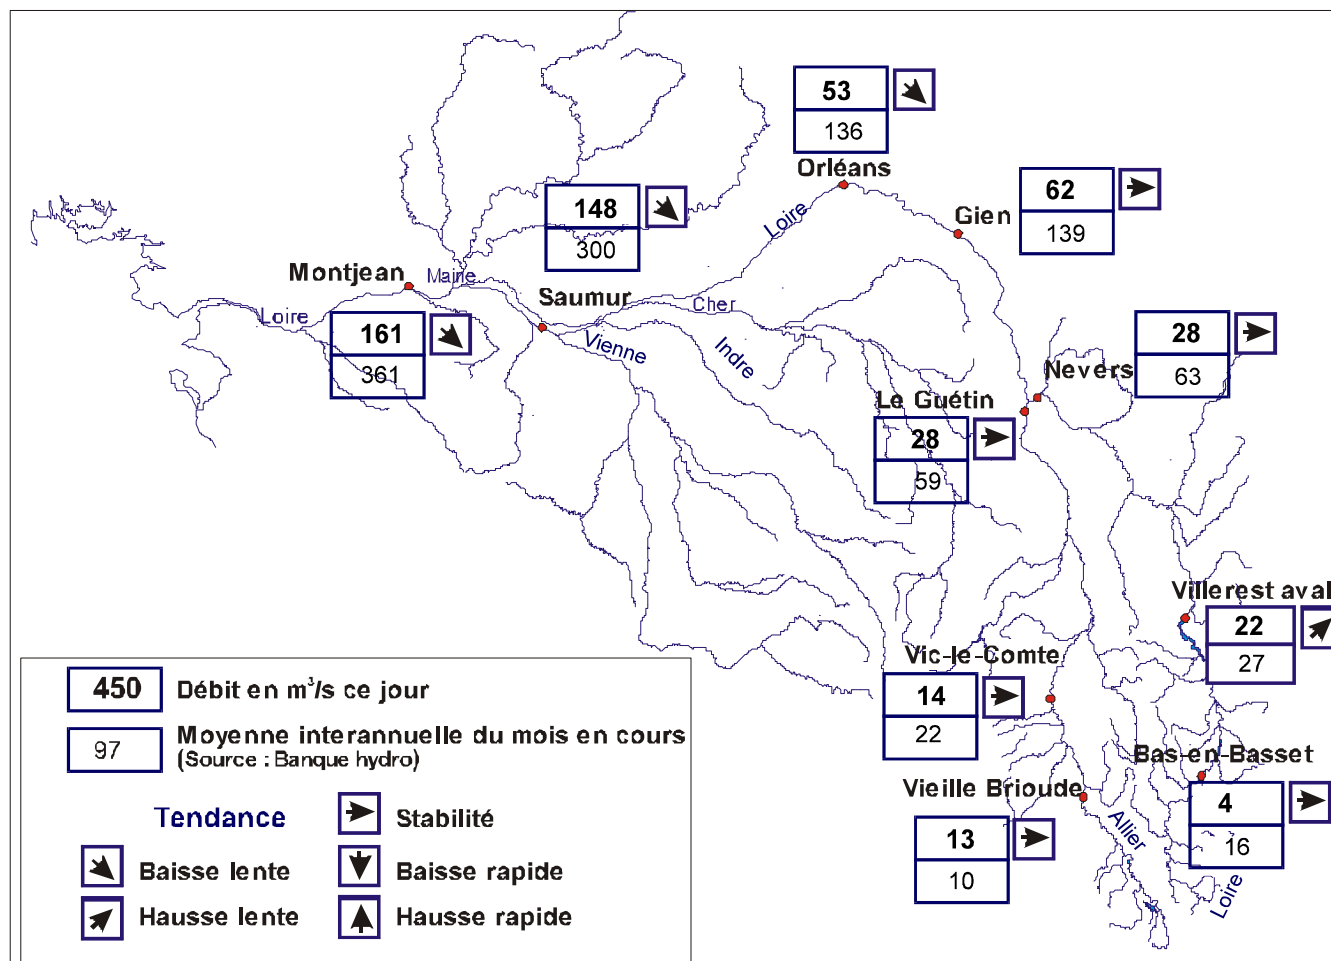 53
136
Orléans
62
139
Gien
148
300
Loire
Montjean
Maine
Saumur
Cher
Loire
161
361
Vienne
Indre
28
63
Nevers
Le Guétin
28
59
Villerest aval
22
27
Vic-le-Comte
14
22
Bas-en-Basset
4
16
Vieille Brioude
13
10
Allier
Loire
450 Débit en m³/s ce jour
97 Moyenne interannuelle du mois en cours
(Source : Banque hydro)
Tendance
Stabilité
Baisse lente
Baisse rapide
Hausse lente
Hausse rapide